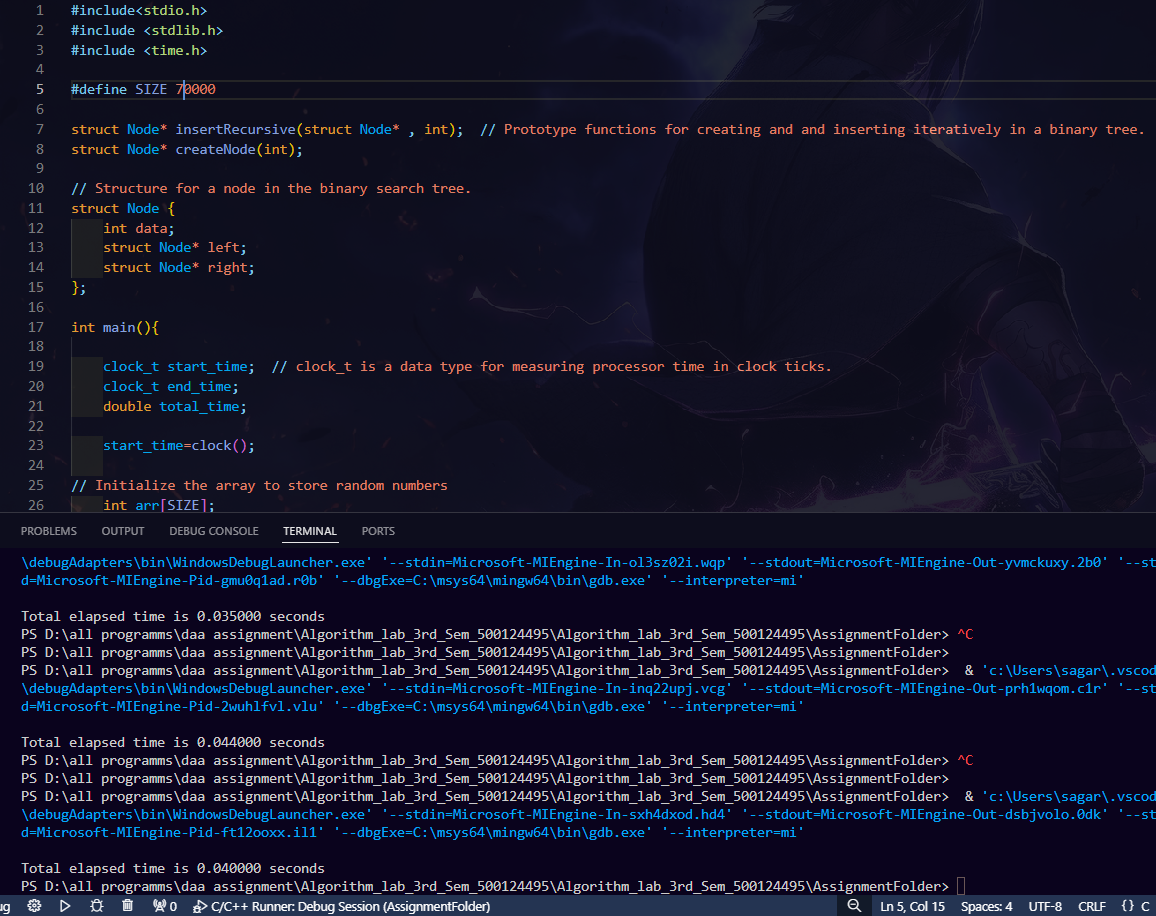 1 #include<stdio.h>
2 #include <stdlib.h>
3 #include <time.h>
4
5 #define SIZE 70000
6
7 struct Node* insertRecursive(struct Node* , int);  // Prototype functions for creating and and inserting iteratively in a binary tree.
8 struct Node* createNode(int);
9
10 // Structure for a node in the binary search tree.
11 struct Node {
12     int data;
13     struct Node* left;
14     struct Node* right;
15 };
16
17 int main(){
18
19     clock_t start_time;  // clock_t is a data type for measuring processor time in clock ticks.
20     clock_t end_time;
21     double total_time;
22
23     start_time=clock();
24
25 // Initialize the array to store random numbers
26     int arr[SIZE];
PROBLEMS OUTPUT DEBUG CONSOLE TERMINAL PORTS
\debugAdapters\bin\WindowsDebugLauncher.exe' '--stdin=Microsoft-MIEngine-In-ol3sz02i.wqp' '--stdout=Microsoft-MIEngine-Out-yvmckuxy.2b0' '--st
d=Microsoft-MIEngine-Pid-gmu0q1ad.r0b' '--dbgExe=C:\msys64\mingw64\bin\gdb.exe' '--interpreter=mi'
Total elapsed time is 0.035000 seconds
PS D:\all programms\daa assignment\Algorithm_lab_3rd_Sem_500124495\Algorithm_lab_3rd_Sem_500124495\AssignmentFolder> ^C
PS D:\all programms\daa assignment\Algorithm_lab_3rd_Sem_500124495\Algorithm_lab_3rd_Sem_500124495\AssignmentFolder>
PS D:\all programms\daa assignment\Algorithm_lab_3rd_Sem_500124495\Algorithm_lab_3rd_Sem_500124495\AssignmentFolder>  & 'c:\Users\sagar\.vscod
\debugAdapters\bin\WindowsDebugLauncher.exe' '--stdin=Microsoft-MIEngine-In-inq22upj.vcg' '--stdout=Microsoft-MIEngine-Out-prh1wqom.c1r' '--st
d=Microsoft-MIEngine-Pid-2wuhlfvl.vlu' '--dbgExe=C:\msys64\mingw64\bin\gdb.exe' '--interpreter=mi'
Total elapsed time is 0.044000 seconds
PS D:\all programms\daa assignment\Algorithm_lab_3rd_Sem_500124495\Algorithm_lab_3rd_Sem_500124495\AssignmentFolder> ^C
PS D:\all programms\daa assignment\Algorithm_lab_3rd_Sem_500124495\Algorithm_lab_3rd_Sem_500124495\AssignmentFolder>
PS D:\all programms\daa assignment\Algorithm_lab_3rd_Sem_500124495\Algorithm_lab_3rd_Sem_500124495\AssignmentFolder>  & 'c:\Users\sagar\.vscod
\debugAdapters\bin\WindowsDebugLauncher.exe' '--stdin=Microsoft-MIEngine-In-sxh4dxod.hd4' '--stdout=Microsoft-MIEngine-Out-dsbjvolo.0dk' '--st
d=Microsoft-MIEngine-Pid-ft12ooxx.il1' '--dbgExe=C:\msys64\mingw64\bin\gdb.exe' '--interpreter=mi'
Total elapsed time is 0.040000 seconds
PS D:\all programms\daa assignment\Algorithm_lab_3rd_Sem_500124495\Algorithm_lab_3rd_Sem_500124495\AssignmentFolder>
ug 0 C/C++ Runner: Debug Session (AssignmentFolder) Ln 5, Col 15 Spaces: 4 UTF-8 CRLF {} C